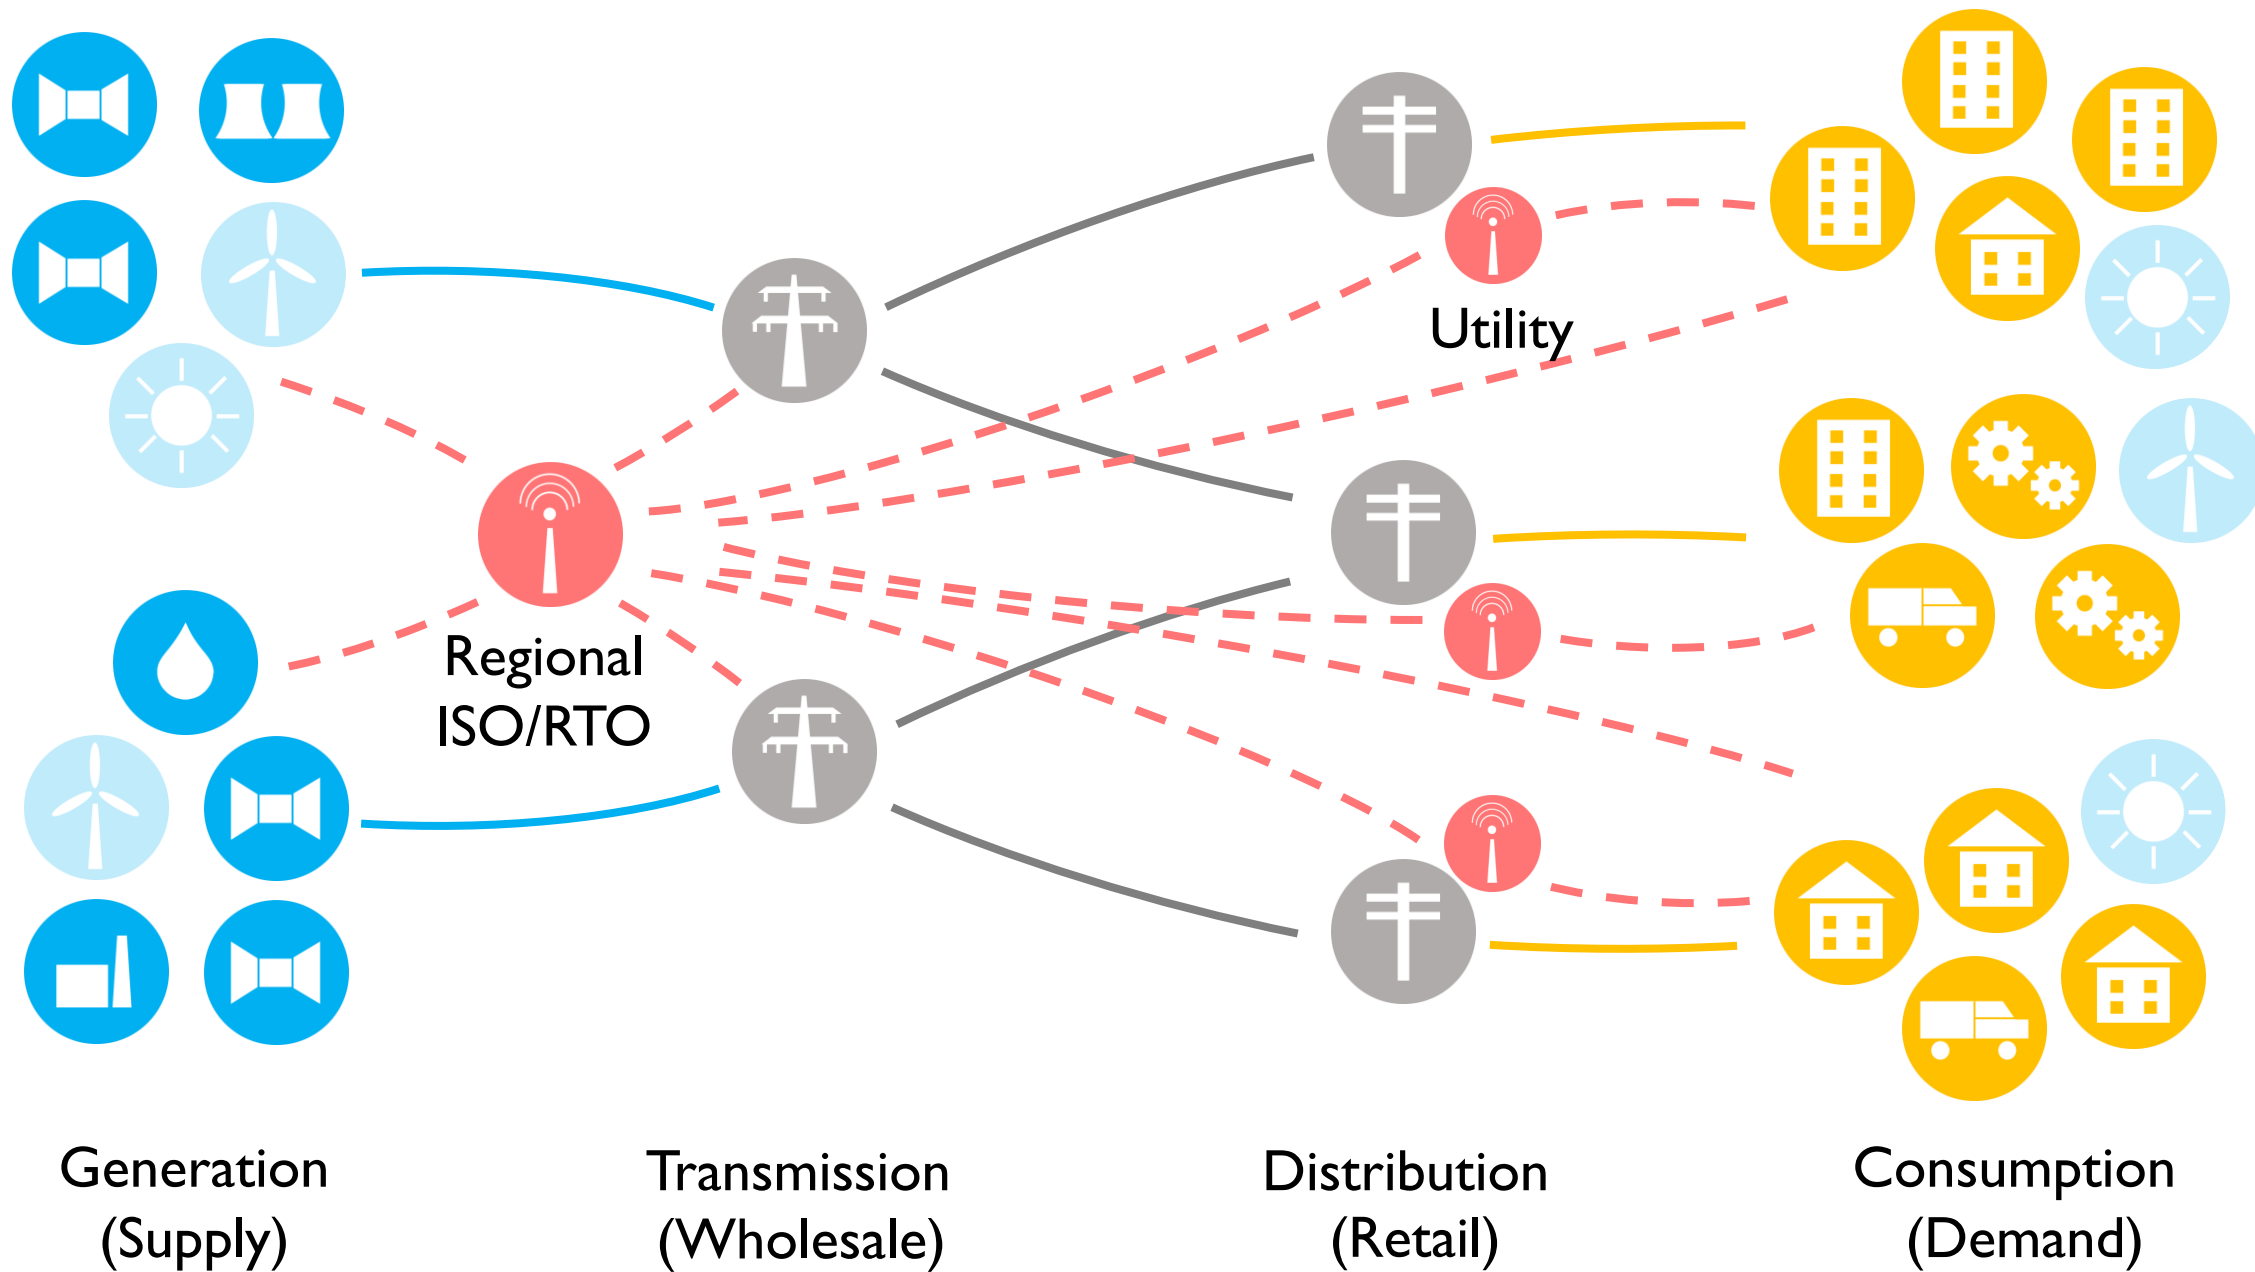 Utility
Regional
ISO/RTO
Generation
(Supply)
Transmission
(Wholesale)
Distribution
(Retail)
Consumption
(Demand)